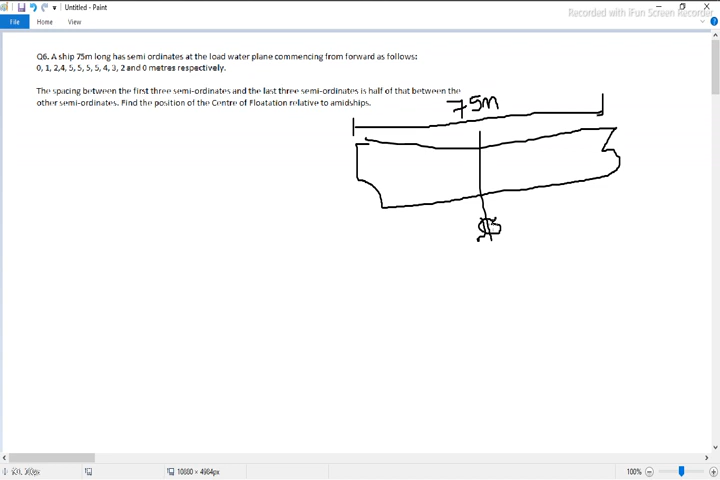 Untitled - Paint
Recorded with iFun Screen Recorder
File
Home
View
Q6. A ship 75m long has semi ordinates at the load water plane commencing from forward as follows:
0, 1, 2,4, 5, 5, 5, 5, 4, 3, 2 and 0 metres respectively.
The spacing between the first three semi-ordinates and the last three semi-ordinates is half of that between the
other semi-ordinates. Find the position of the Centre of Floatation relative to amidships.
75m
10880 × 4984px
100%